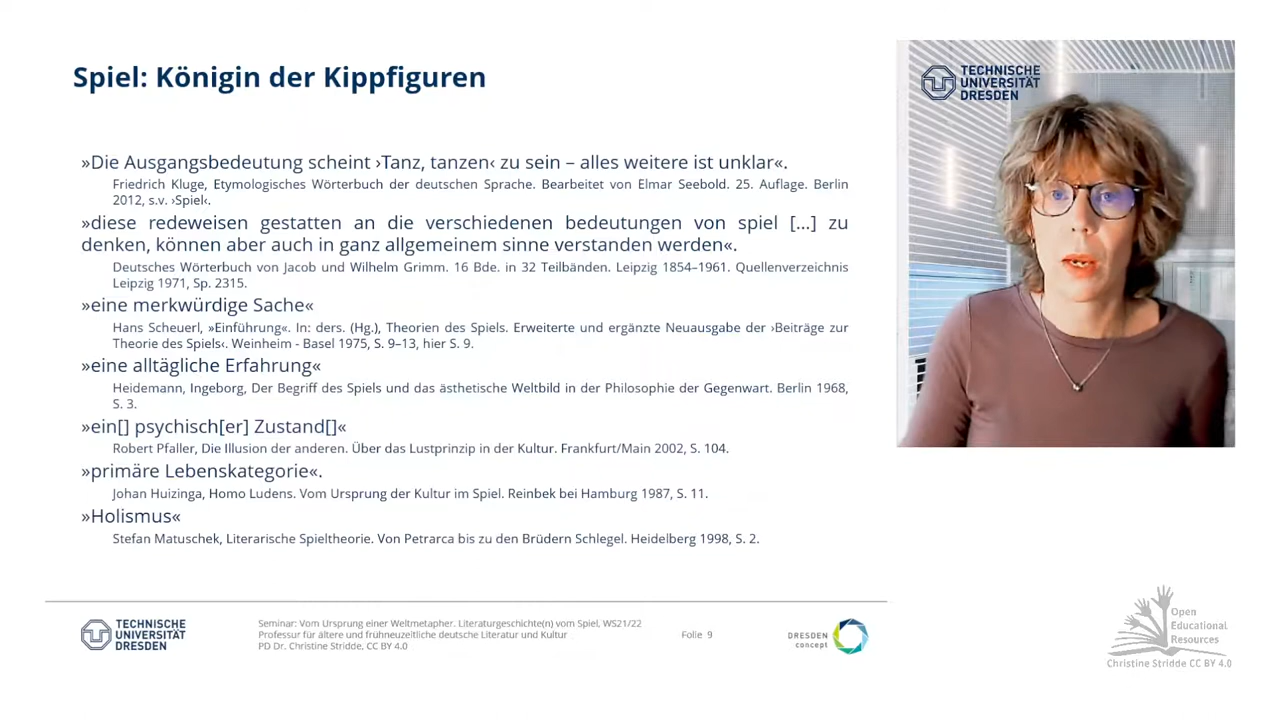 Spiel: Königin der Kippfiguren
»Die Ausgangsbedeutung scheint ›Tanz, tanzen‹ zu sein – alles weitere ist unklar«.
Friedrich Kluge, Etymologisches Wörterbuch der deutschen Sprache. Bearbeitet von Elmar Seebold. 25. Auflage. Berlin
2012, s.v. ›Spiel‹.
»diese redeweisen gestatten an die verschiedenen bedeutungen von spiel [...] zu
denken, können aber auch in ganz allgemeinem sinne verstanden werden«.
Deutsches Wörterbuch von Jacob und Wilhelm Grimm. 16 Bde. in 32 Teilbänden. Leipzig 1854–1961. Quellenverzeichnis
Leipzig 1971, Sp. 2315.
»eine merkwürdige Sache«
Hans Scheuerl, »Einführung«. In: ders. (Hg.), Theorien des Spiels. Erweiterte und ergänzte Neuausgabe der ›Beiträge zur
Theorie des Spiels‹. Weinheim - Basel 1975, S. 9–13, hier S. 9.
»eine alltägliche Erfahrung«
Heidemann, Ingeborg, Der Begriff des Spiels und das ästhetische Weltbild in der Philosophie der Gegenwart. Berlin 1968,
S. 3.
»ein[] psychisch[er] Zustand[]«
Robert Pfaller, Die Illusion der anderen. Über das Lustprinzip in der Kultur. Frankfurt/Main 2002, S. 104.
»primäre Lebenskategorie«.
Johan Huizinga, Homo Ludens. Vom Ursprung der Kultur im Spiel. Reinbek bei Hamburg 1987, S. 11.
»Holismus«
Stefan Matuschek, Literarische Spieltheorie. Von Petrarca bis zu den Brüdern Schlegel. Heidelberg 1998, S. 2.
TECHNISCHE
UNIVERSITÄT
DRESDEN
Seminar: Vom Ursprung einer Weltmetapher. Literaturgeschichte(n) vom Spiel, WS21/22
Professur für ältere und frühneuzeitliche deutsche Literatur und Kultur
PD Dr. Christine Stridde, CC BY 4.0
Folie 9
DRESDEN
concept
TECHNISCHE
UNIVERSITÄT
DRESDEN
Open
Educational
Resources
Christine Stridde CC BY 4.0